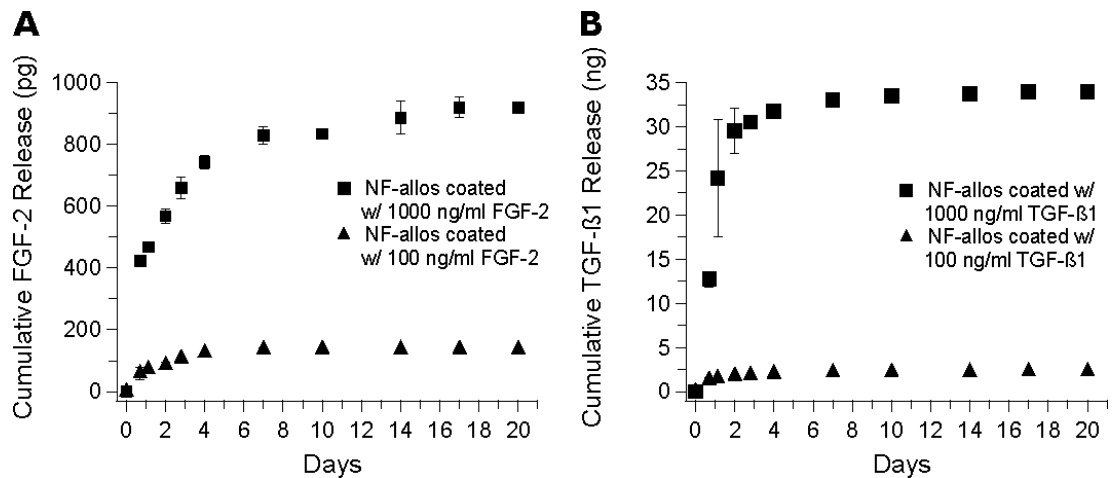 A
Cumulative FGF-2 Release (pg)
1000
800
600
400
200
0
NF-allos coated
w/ 1000 ng/ml FGF-2
NF-allos coated
w/ 100 ng/ml FGF-2
0 2 4 6 8 10 12 14 16 18 20
Days
B
Cumulative TGF-ß1 Release (ng)
35
30
25
20
15
10
5
0
NF-allos coated w/
1000 ng/ml TGF-ß1
NF-allos coated w/
100 ng/ml TGF-ß1
0 2 4 6 8 10 12 14 16 18 20
Days